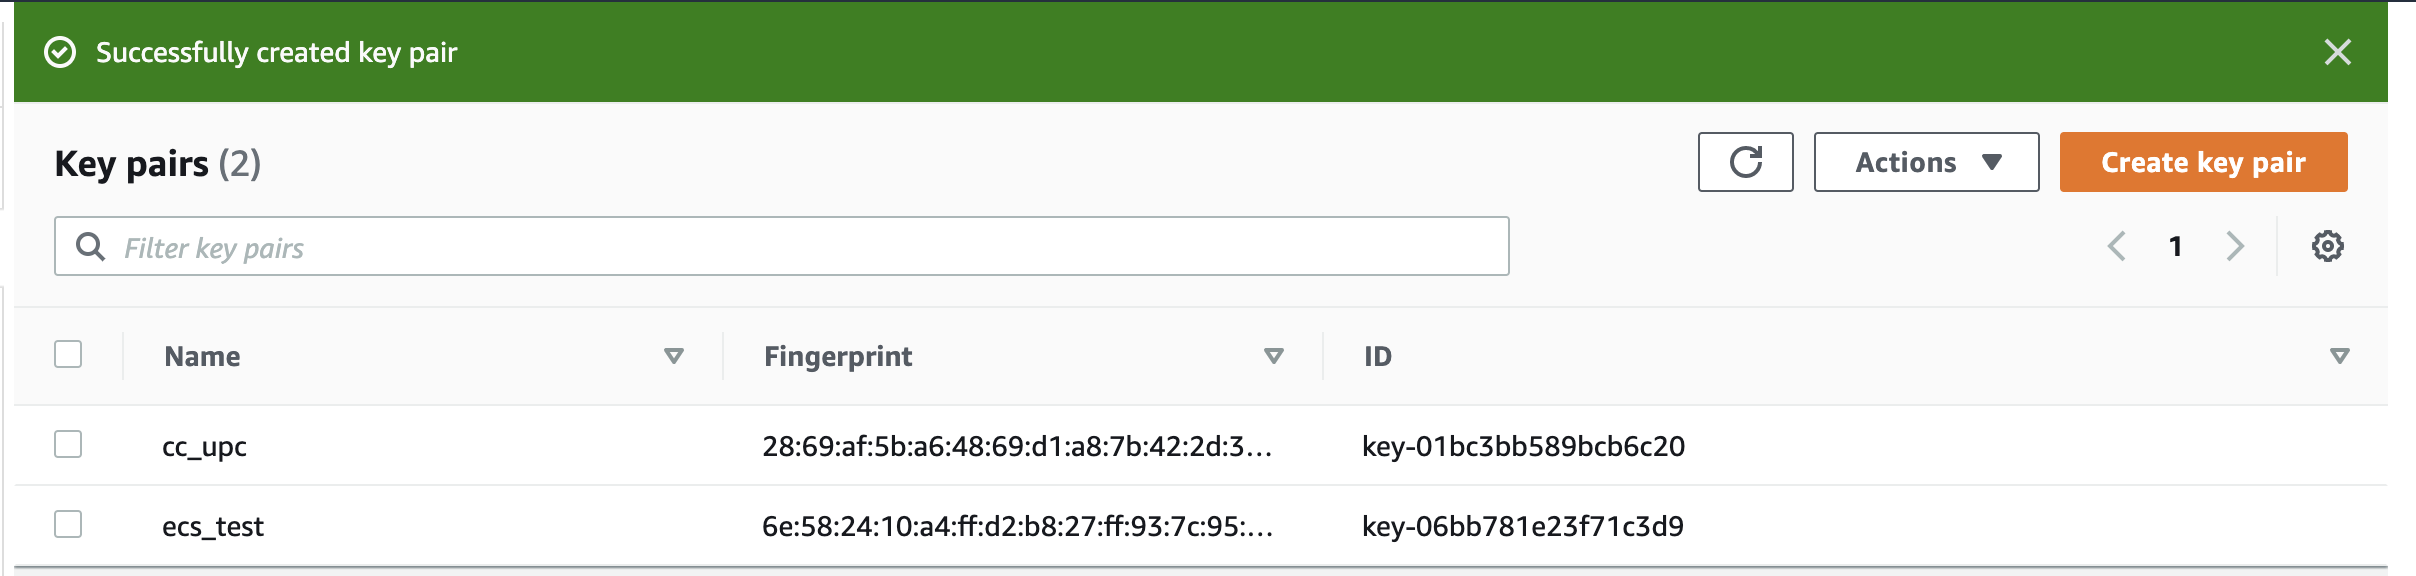 Successfully created key pair
Key pairs (2)
Actions
Create key pair
Filter key pairs
1
Name Fingerprint ID
cc_upc 28:69:af:5b:a6:48:69:d1:a8:7b:42:2d:3... key-01bc3bb589bcb6c20
ecs_test 6e:58:24:10:a4:ff:d2:b8:27:ff:93:7c:95:... key-06bb781e23f71c3d9